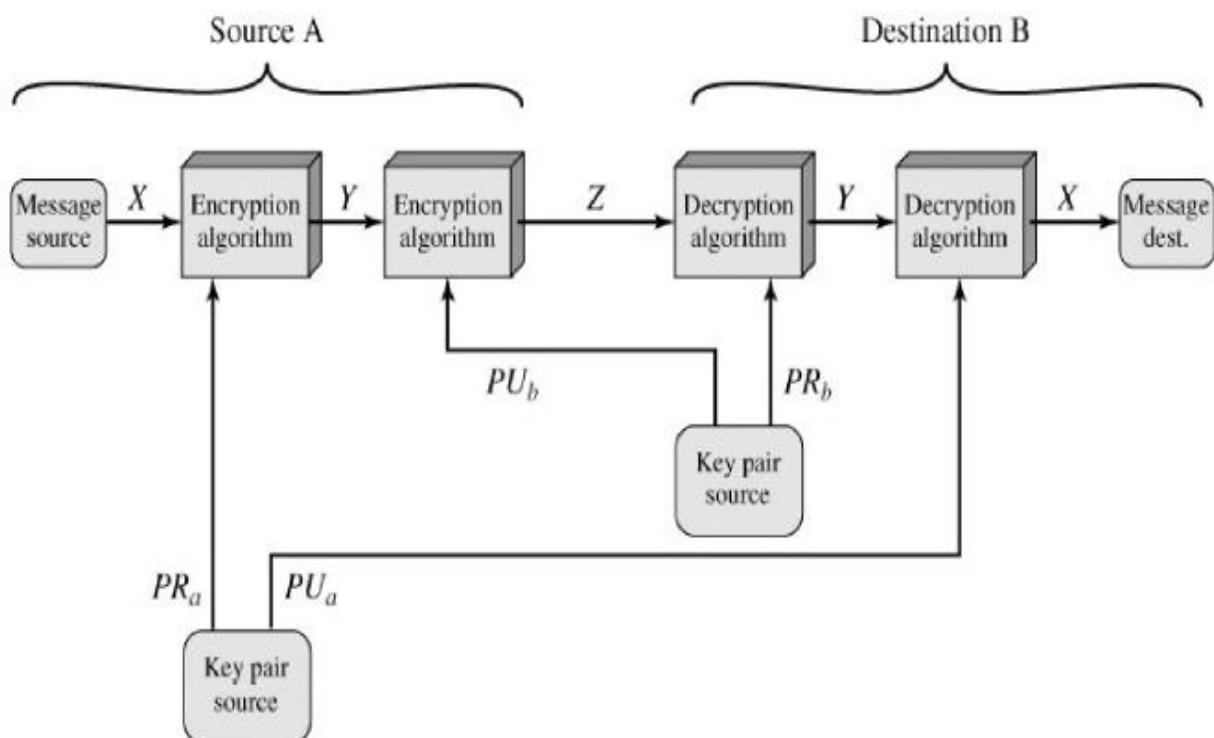 Source A
Destination B
Message
source
X
Encryption
algorithm
Y
Encryption
algorithm
Z
Decryption
algorithm
Y
Decryption
algorithm
X
Message
dest.
PU_b
PR_b
Key pair
source
PR_a
PU_a
Key pair
source